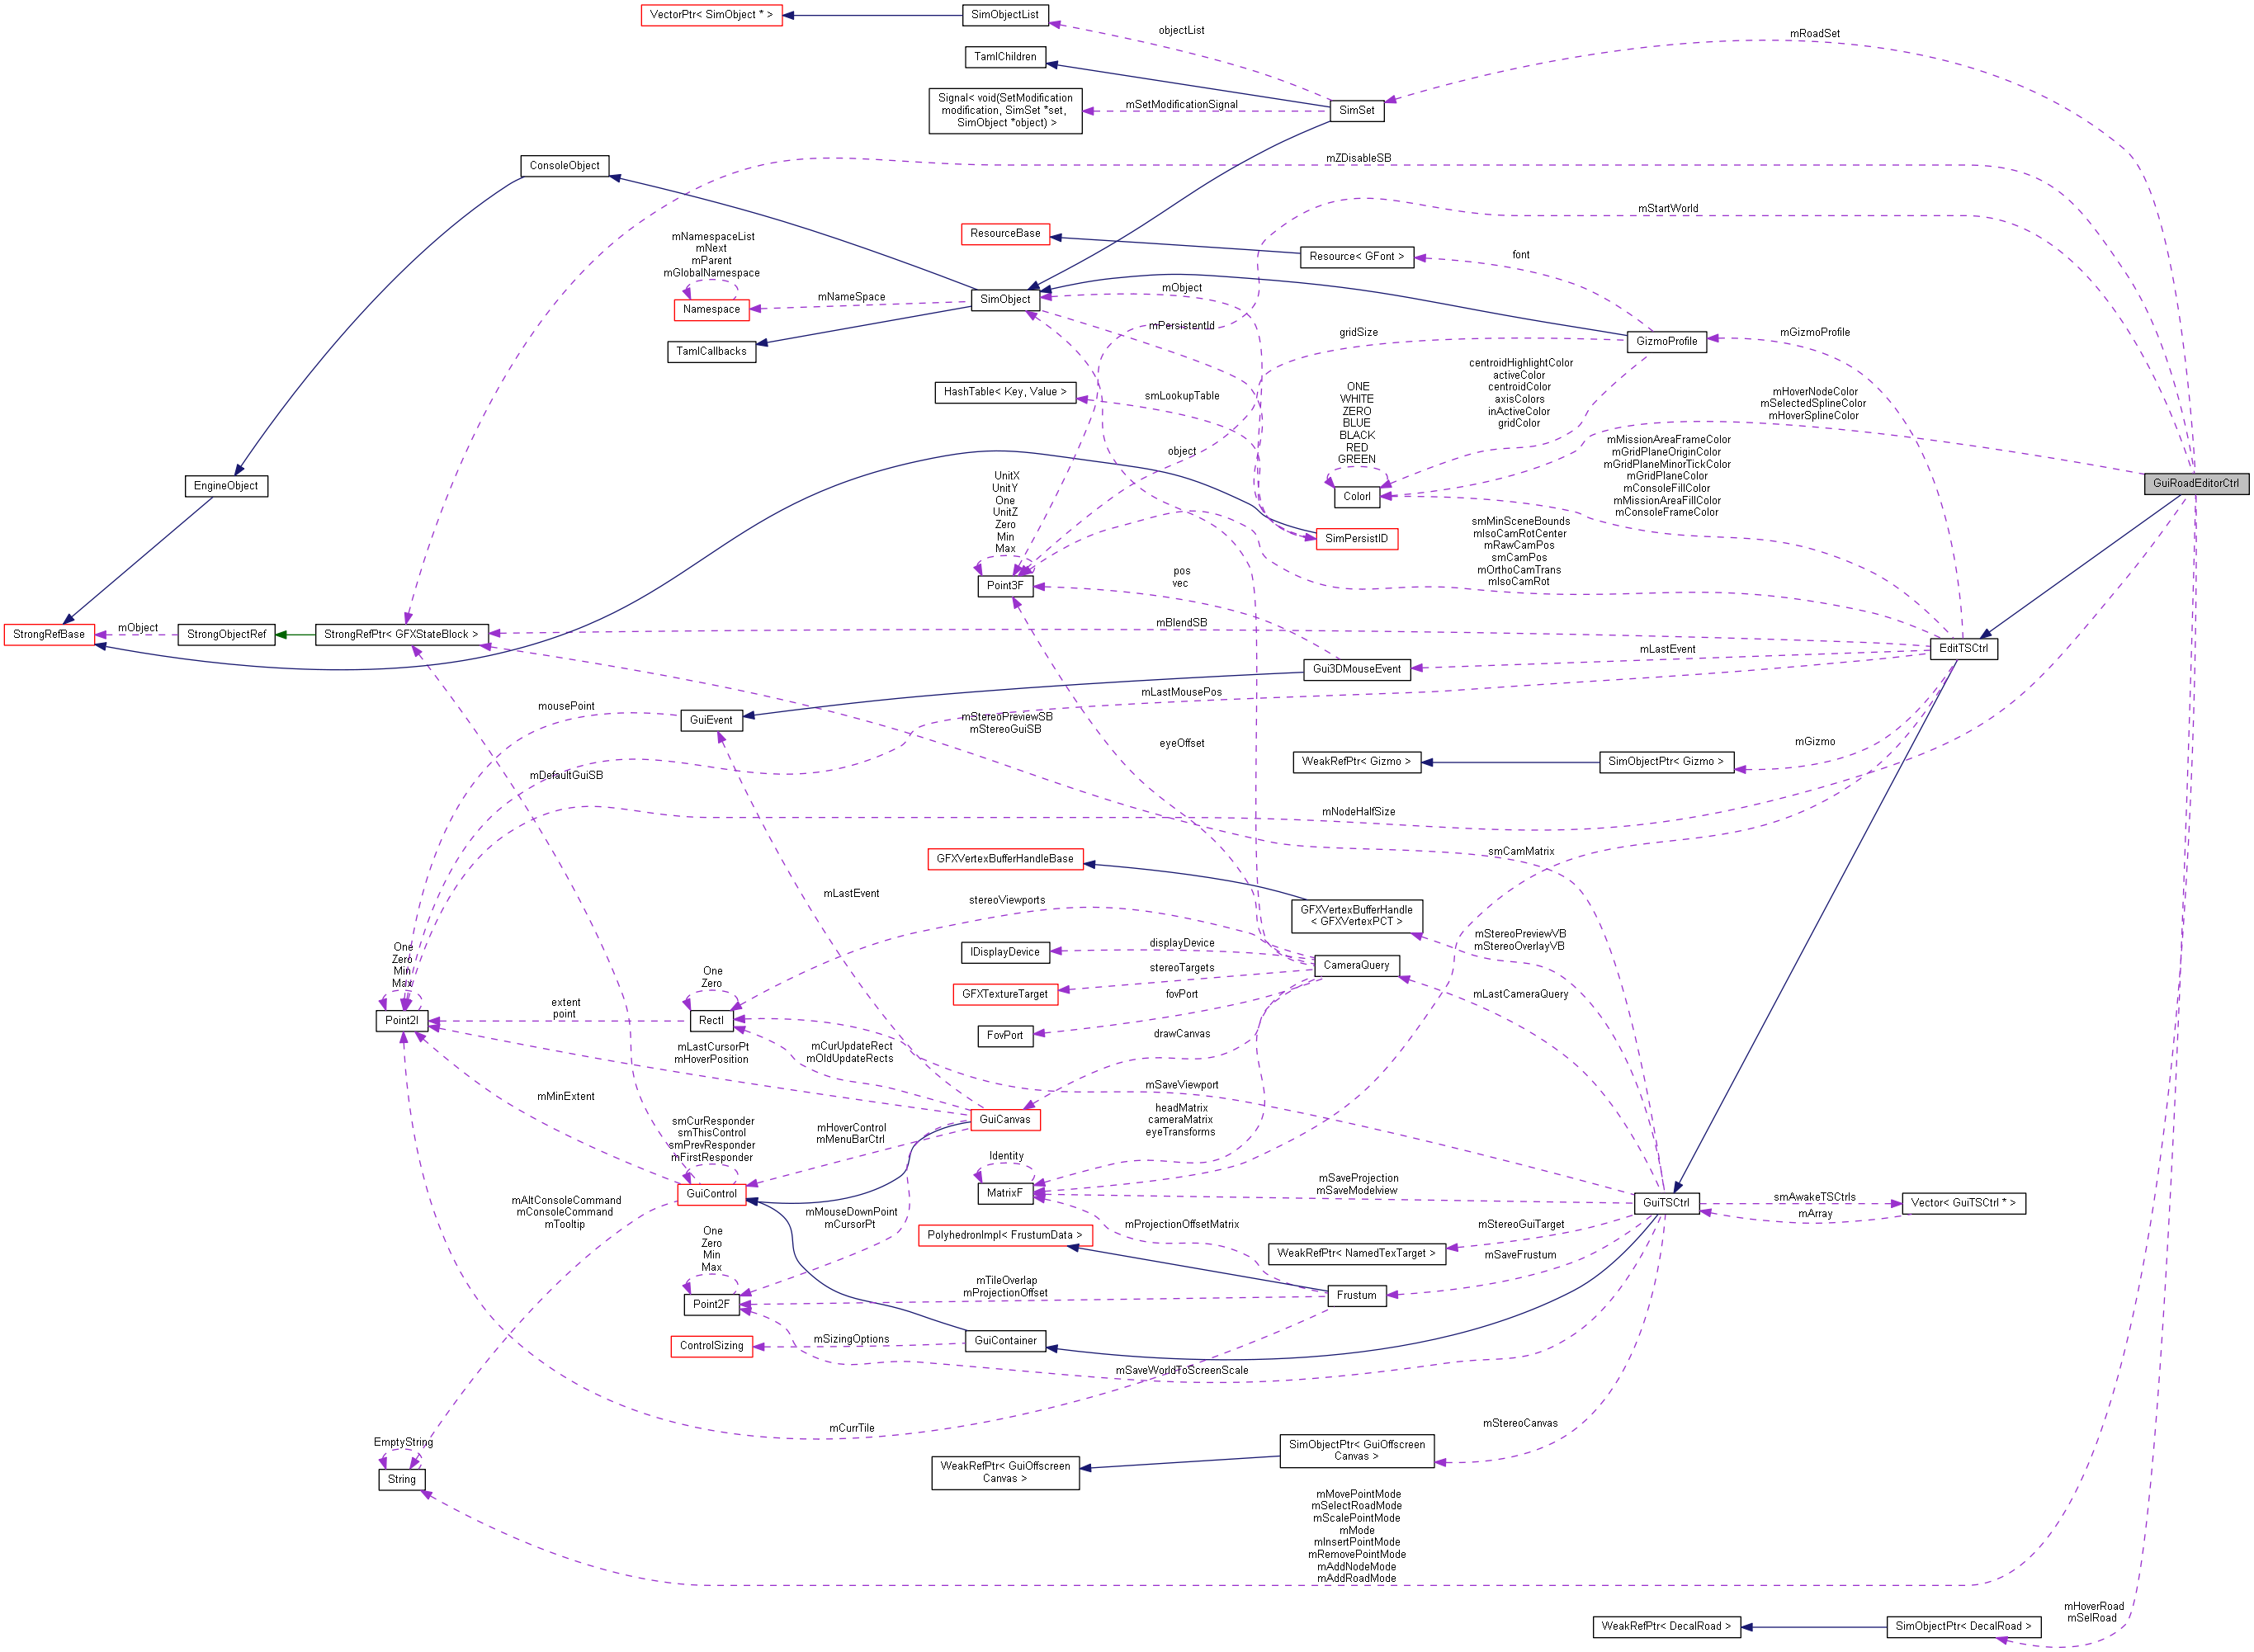 VectorPtr< SimObject * >
SimObjectList
objectList
mRoadSet
TamlChildren
Signal< void(SetModification
modification, SimSet *set,
SimObject *object) >
mSetModificationSignal
SimSet
ConsoleObject
mZDisableSB
mStartWorld
ResourceBase
Resource< GFont >
font
mNamespaceList
mNext
mParent
mGlobalNamespace
Namespace
mNameSpace
SimObject
mObject
mPersistentId
TamlCallbacks
gridSize
GizmoProfile
mGizmoProfile
HashTable< Key, Value >
smLookupTable
centroidHighlightColor
activeColor
centroidColor
axisColors
inActiveColor
gridColor
ONE
WHITE
ZERO
BLUE
BLACK
RED
GREEN
ColorI
mHoverNodeColor
mSelectedSplineColor
mHoverSplineColor
mMissionAreaFrameColor
mGridPlaneOriginColor
mGridPlaneMinorTickColor
mGridPlaneColor
mConsoleFillColor
mMissionAreaFillColor
mConsoleFrameColor
GuiRoadEditorCtrl
EngineObject
object
UnitX
UnitY
One
UnitZ
Zero
Min
Max
Point3F
SimPersistID
smMinSceneBounds
mIsoCamRotCenter
mRawCamPos
smCamPos
mOrthoCamTrans
mIsoCamRot
pos
vec
StrongRefBase
mObject
StrongObjectRef
StrongRefPtr< GFXStateBlock >
mBlendSB
Gui3DMouseEvent
mLastEvent
EditTSCtrl
mLastMousePos
mousePoint
GuiEvent
mStereoPreviewSB
mStereoGuiSB
eyeOffset
mDefaultGuiSB
WeakRefPtr< Gizmo >
SimObjectPtr< Gizmo >
mGizmo
mNodeHalfSize
GFXVertexBufferHandleBase
smCamMatrix
mLastEvent
stereoViewports
GFXVertexBufferHandle
< GFXVertexPCT >
mStereoPreviewVB
mStereoOverlayVB
IDisplayDevice
displayDevice
CameraQuery
GFXTextureTarget
stereoTargets
fovPort
mLastCameraQuery
One
Zero
Min
Max
Point2I
extent
point
One
Zero
RectI
FovPort
drawCanvas
mLastCursorPt
mHoverPosition
mCurUpdateRect
mOldUpdateRects
mMinExtent
mSaveViewport
headMatrix
cameraMatrix
eyeTransforms
GuiCanvas
smCurResponder
smThisControl
smPrevResponder
mFirstResponder
GuiControl
mHoverControl
mMenuBarCtrl
Identity
MatrixF
mSaveProjection
mSaveModelview
GuiTSCtrl
smAwakeTSCtrls
mArray
Vector< GuiTSCtrl * >
mAltConsoleCommand
mConsoleCommand
mTooltip
mMouseDownPoint
mCursorPt
PolyhedronImpl< FrustumData >
mProjectionOffsetMatrix
WeakRefPtr< NamedTexTarget >
mStereoGuiTarget
mSaveFrustum
One
Zero
Min
Max
Point2F
mTileOverlap
mProjectionOffset
Frustum
ControlSizing
mSizingOptions
GuiContainer
mSaveWorldToScreenScale
mCurrTile
mStereoCanvas
EmptyString
String
WeakRefPtr< GuiOffscreen
Canvas >
SimObjectPtr< GuiOffscreen
Canvas >
mMovePointMode
mSelectRoadMode
mScalePointMode
mMode
mInsertPointMode
mRemovePointMode
mAddNodeMode
mAddRoadMode
WeakRefPtr< DecalRoad >
SimObjectPtr< DecalRoad >
mHoverRoad
mSelRoad